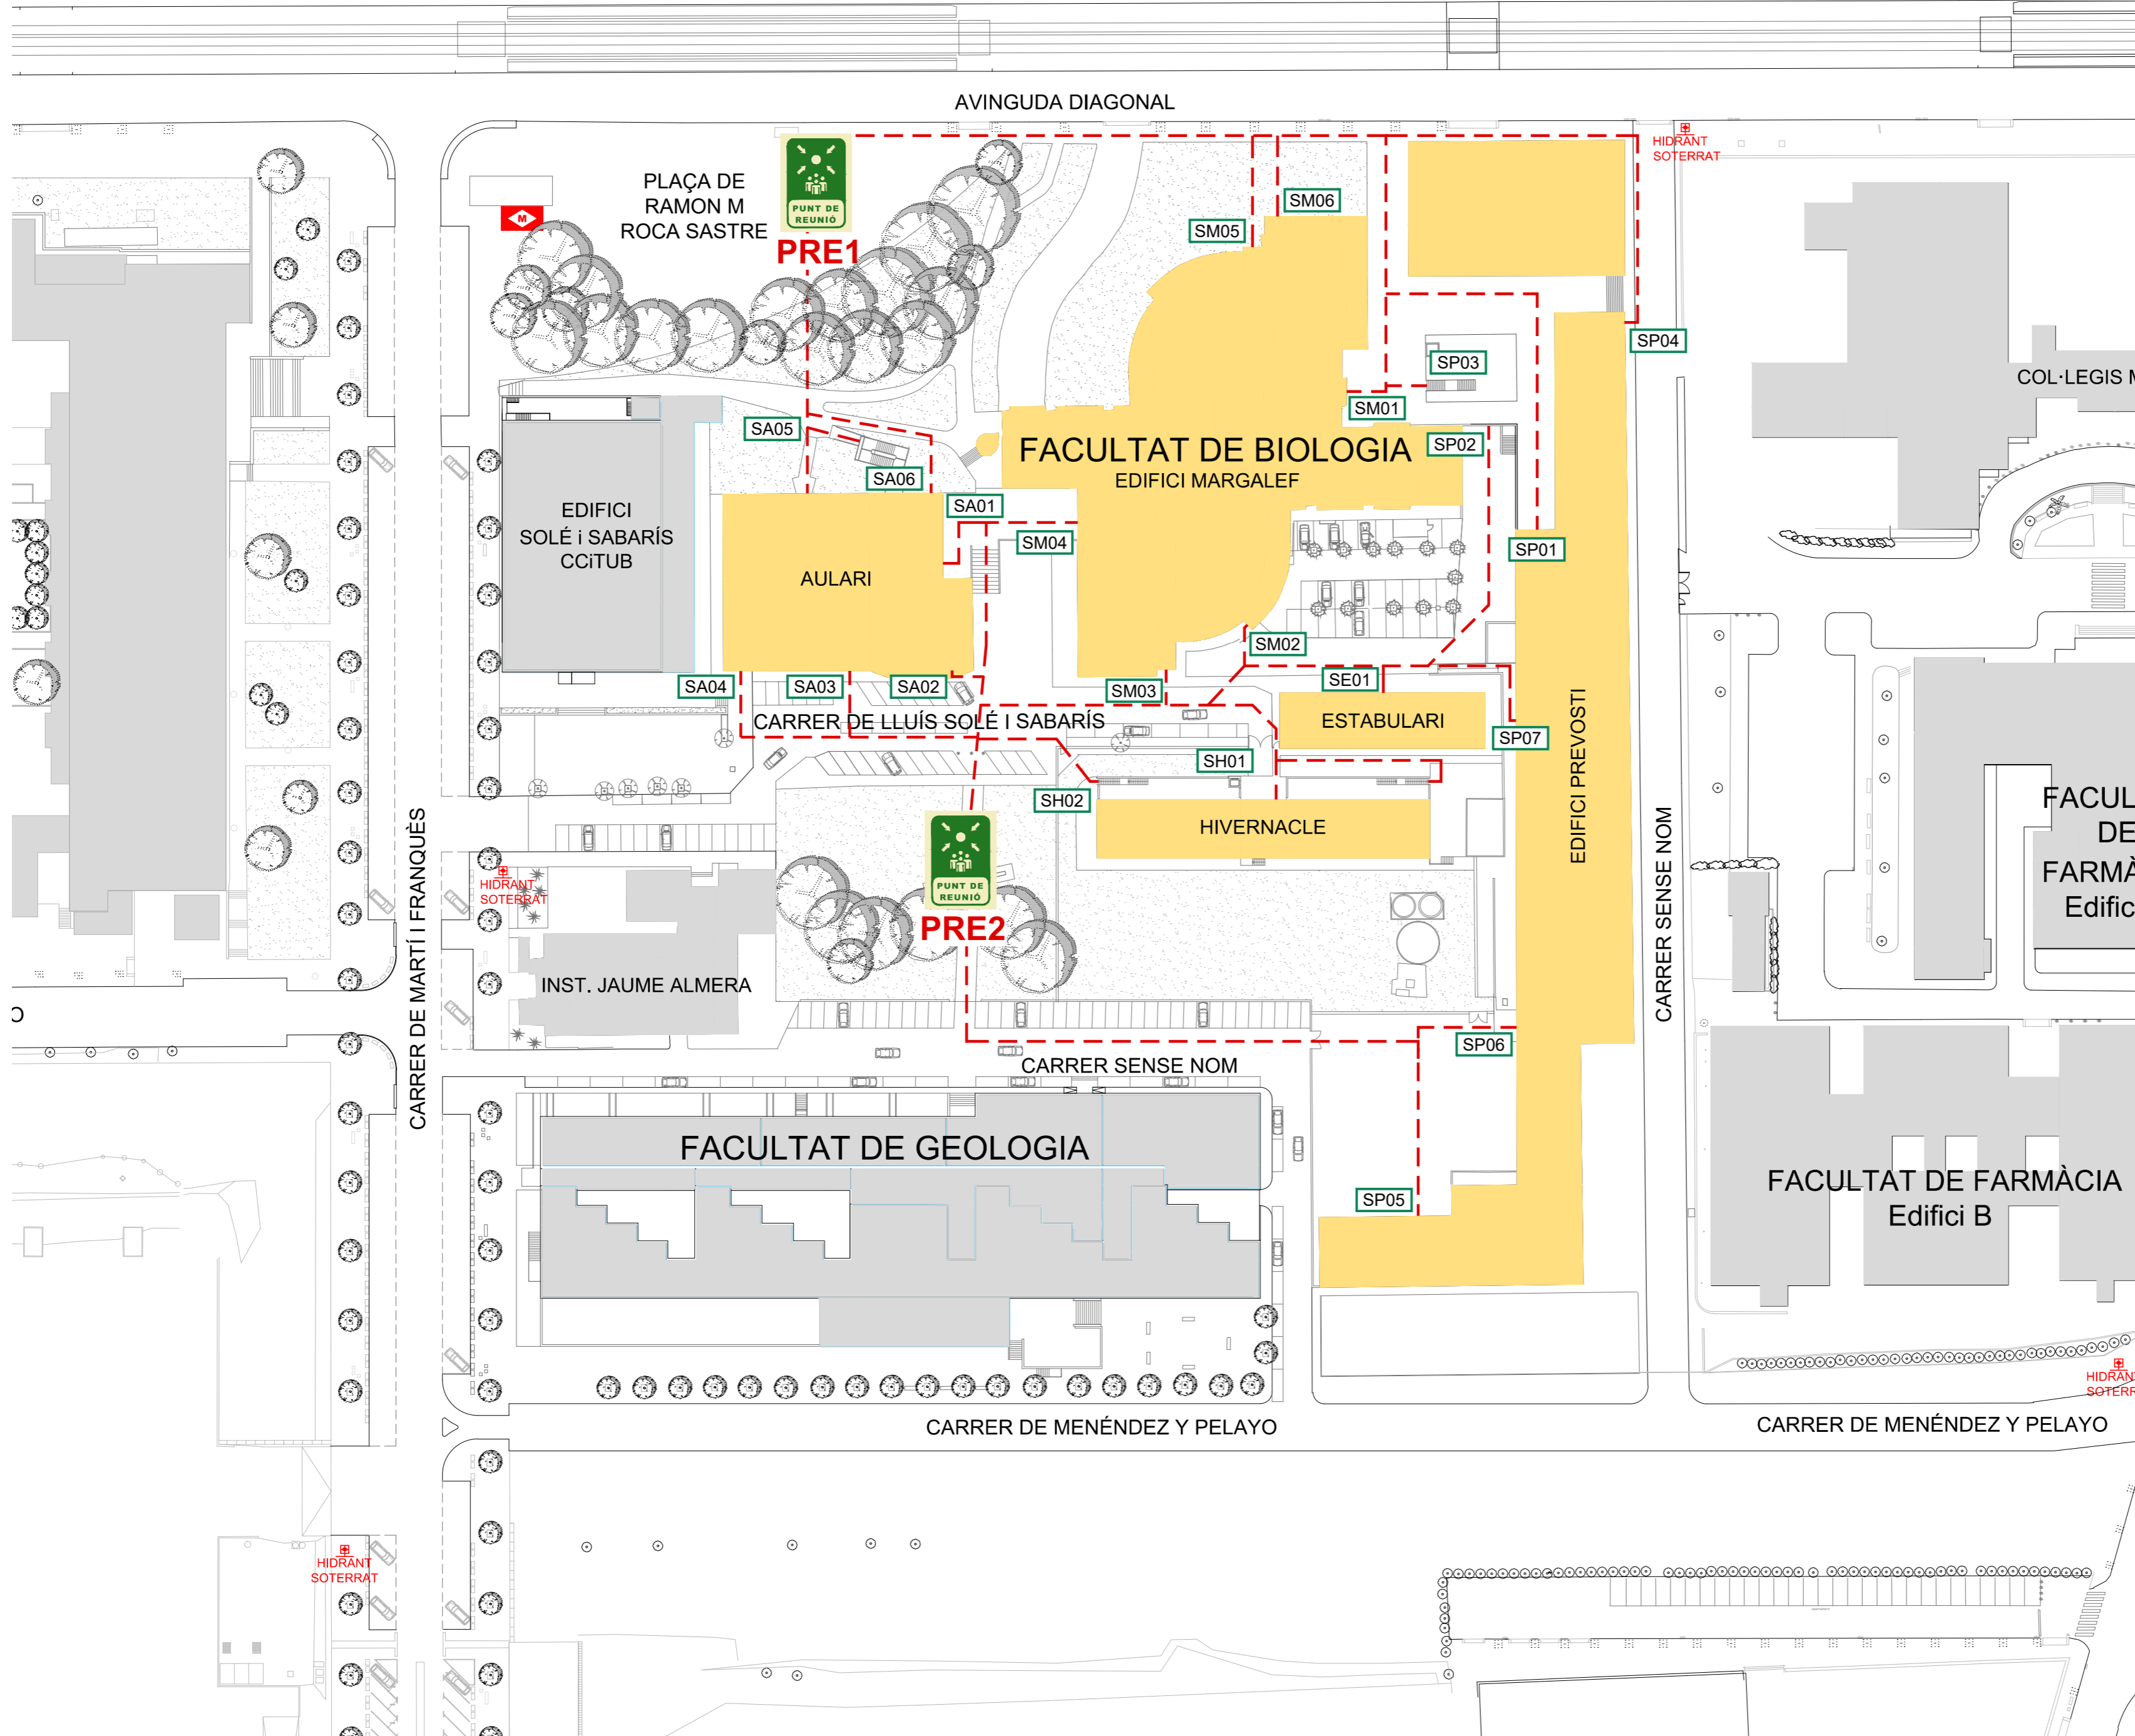 AVINGUDA DIAGONAL
HIDRANT
SOTERRAT
PLAÇA DE
RAMON M
ROCA SASTRE
M
PUNT DE
REUNIÓ
PRE1
SM06
SM05
SP04
SP03
COL·LEGIS M
SM01
SA05
FACULTAT DE BIOLOGIA
EDIFICI MARGALEF
SP02
SA06
SA01
EDIFICI
SOLÉ i SABARÍS
CCiTUB
SM04
SP01
AULARI
SM02
SA04
SA03
SA02
SM03
SE01
CARRER DE LLUÍS SOLÉ I SABARÍS
ESTABULARI
SP07
EDIFICI PREVOSTI
SH01
SH02
HIVERNACLE
CARRER DE MARTÍ I FRANQUÈS
CARRER SENSE NOM
HIDRANT
SOTERRAT
PUNT DE
REUNIÓ
PRE2
INST. JAUME ALMERA
O
SP06
CARRER SENSE NOM
FACUL
DE
FARMÀ
Edific
FACULTAT DE GEOLOGIA
SP05
FACULTAT DE FARMÀCIA
Edifici B
HIDRANT
SOTERR
CARRER DE MENÉNDEZ Y PELAYO
CARRER DE MENÉNDEZ Y PELAYO
HIDRANT
SOTERRAT